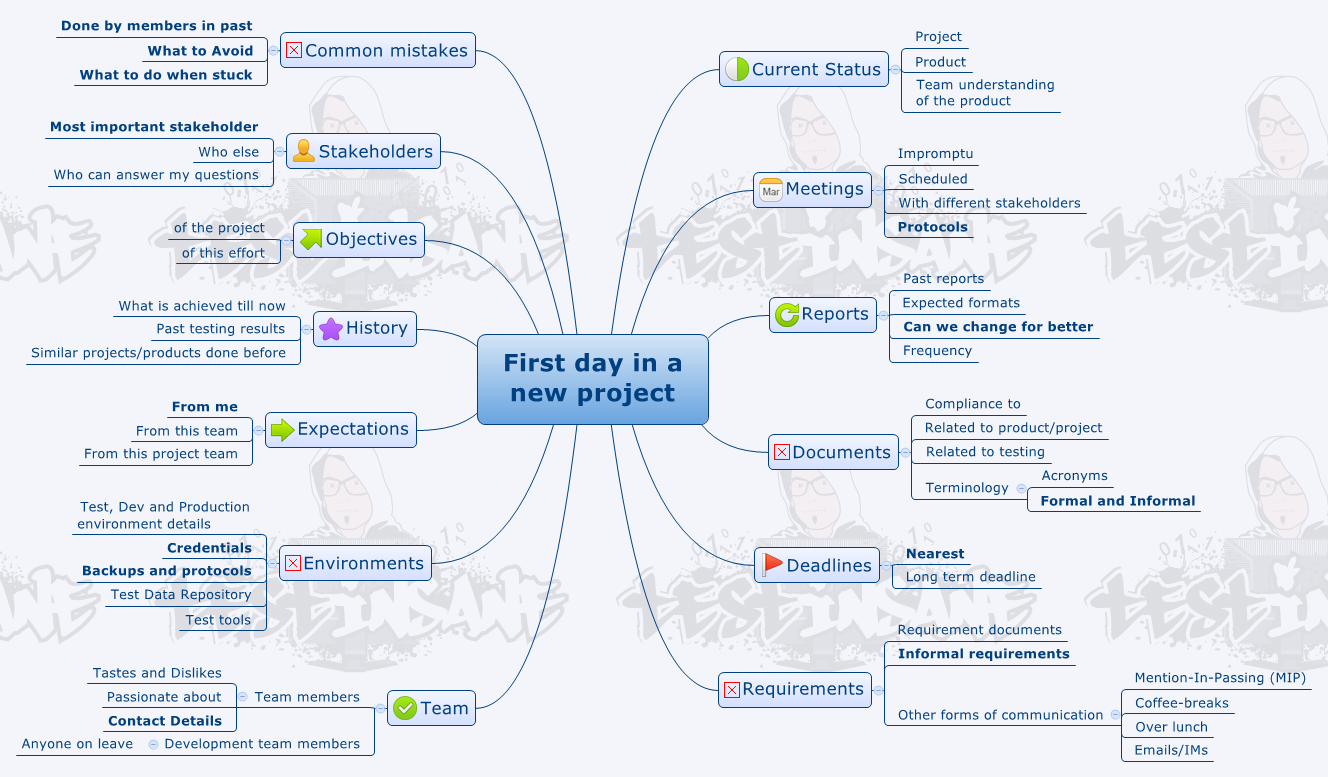 First day in a
new project
Common mistakes
Done by members in past
What to Avoid
What to do when stuck
Stakeholders
Most important stakeholder
Who else
Who can answer my questions
Objectives
of the project
of this effort
History
What is achieved till now
Past testing results
Similar projects/products done before
Expectations
From me
From this team
From this project team
Environments
Test, Dev and Production
environment details
Credentials
Backups and protocols
Test Data Repository
Test tools
Team
Team members
Tastes and Dislikes
Passionate about
Contact Details
Development team members
Anyone on leave
Current Status
Project
Product
Team understanding
of the product
Mar
Meetings
Impromptu
Scheduled
With different stakeholders
Protocols
Reports
Past reports
Expected formats
Can we change for better
Frequency
Documents
Compliance to
Related to product/project
Related to testing
Terminology
Acronyms
Formal and Informal
Deadlines
Nearest
Long term deadline
Requirements
Requirement documents
Informal requirements
Other forms of communication
Mention-In-Passing (MIP)
Coffee-breaks
Over lunch
Emails/IMs